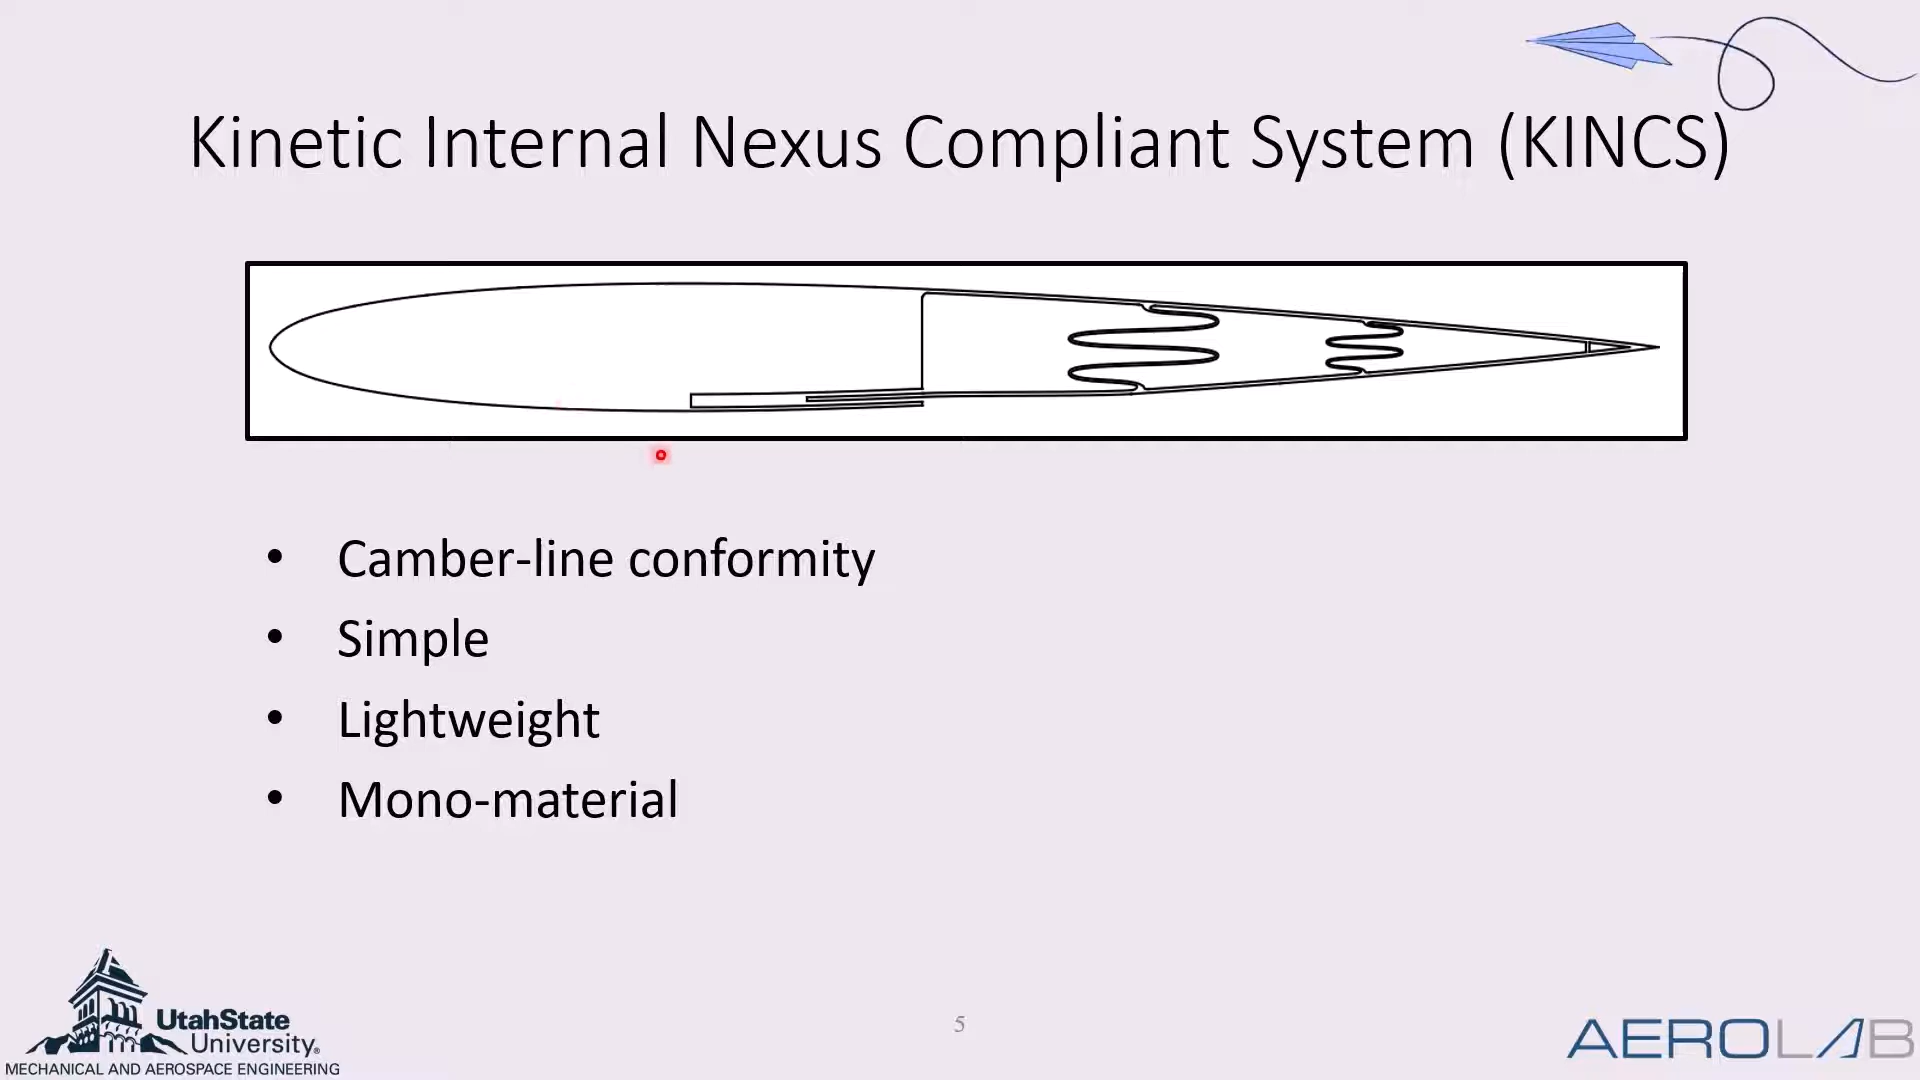 Kinetic Internal Nexus Compliant System (KINCS)
• Camber-line conformity
• Simple
• Lightweight
• Mono-material
UtahState
University®
MECHANICAL AND AEROSPACE ENGINEERING
5
AEROLAB